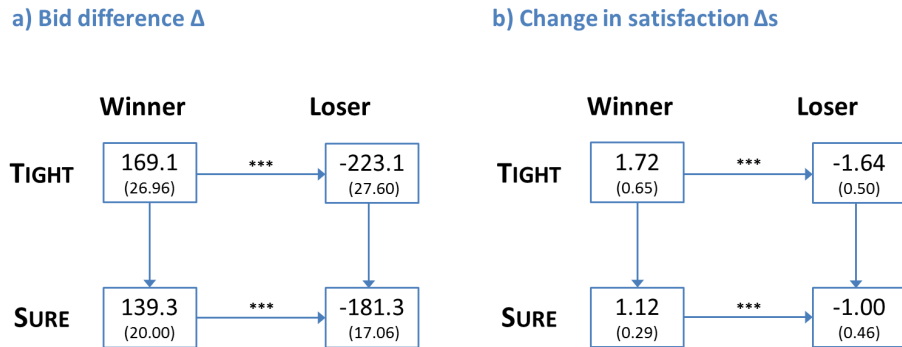 a) Bid difference Δ
b) Change in satisfaction Δs
Winner Loser
Winner Loser
TIGHT 169.1 *** -223.1
(26.96) (27.60)
TIGHT 1.72 *** -1.64
(0.65) (0.50)
SURE 139.3 *** -181.3
(20.00) (17.06)
SURE 1.12 *** -1.00
(0.29) (0.46)